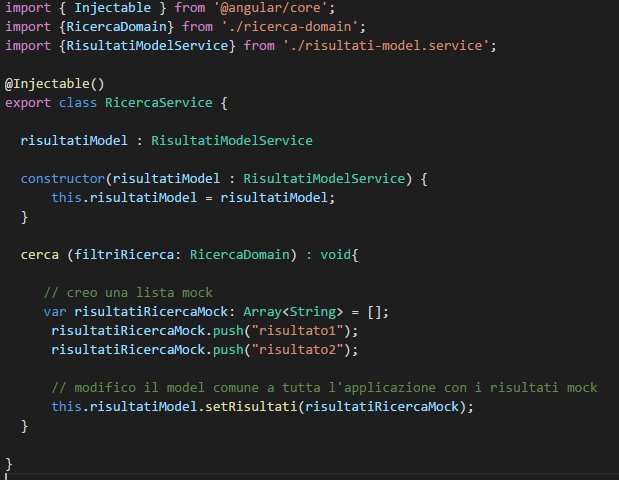 import { Injectable } from '@angular/core';
import {RicercaDomain} from './ricerca-domain';
import {RisultatiModelService} from './risultati-model.service';
@Injectable()
export class RicercaService {
risultatiModel : RisultatiModelService
constructor(risultatiModel : RisultatiModelService) {
this.risultatiModel = risultatiModel;
}
cerca (filtriRicerca: RicercaDomain) : void{
// creo una lista mock
var risultatiRicercaMock: Array<String> = [];
risultatiRicercaMock.push("risultato1");
risultatiRicercaMock.push("risultato2");
// modifico il model comune a tutta l'applicazione con i risultati mock
this.risultatiModel.setRisultati(risultatiRicercaMock);
}
}